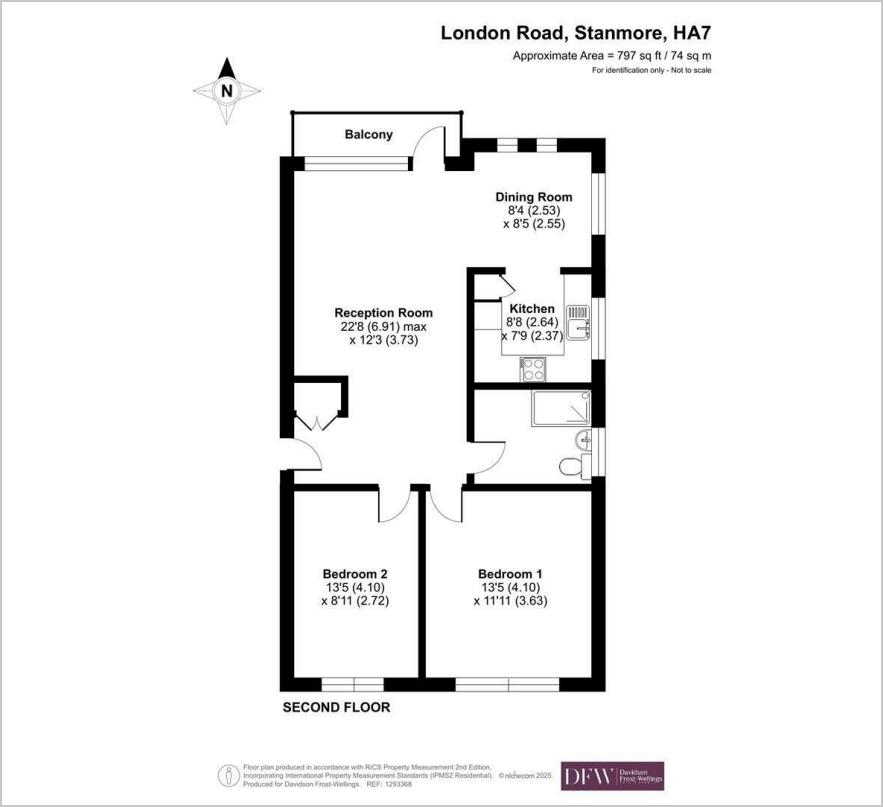 London Road, Stanmore, HA7
Approximate Area = 797 sq ft / 74 sq m
For identification only - Not to scale
N
Balcony
Dining Room
8'4 (2.53)
x 8'5 (2.55)
Reception Room
22'8 (6.91) max
x 12'3 (3.73)
Kitchen
8'8 (2.64)
x 7'9 (2.37)
Bedroom 2
13'5 (4.10)
x 8'11 (2.72)
Bedroom 1
13'5 (4.10)
x 11'11 (3.63)
SECOND FLOOR
Floor plan produced in accordance with RICS Property Measurement 2nd Edition,
Incorporating International Property Measurement Standards (IPMS2 Residential). © nichecom 2025.
Produced for Davidson Frost-Wellings. REF: 1293368
DFW
Davidson
Frost-Wellings